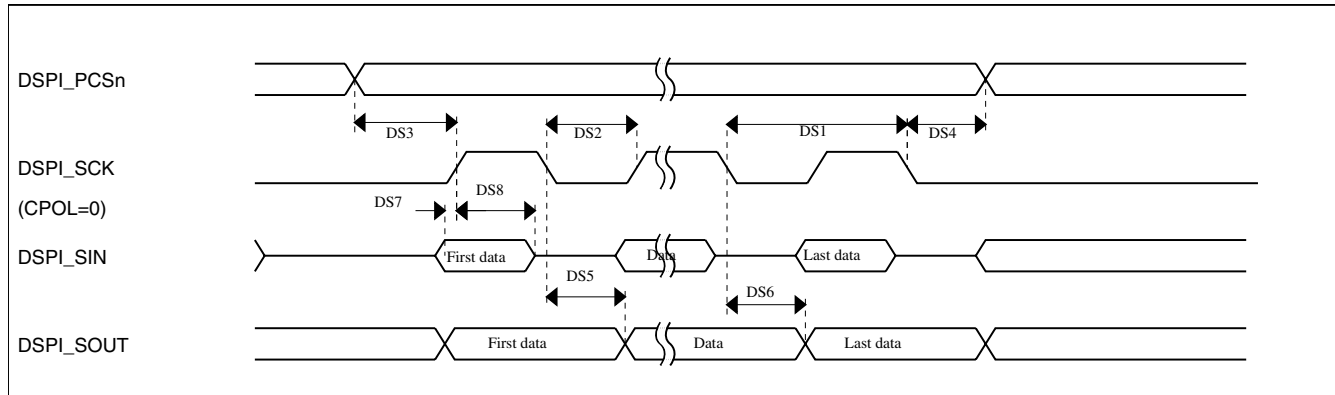 DSPI_PCSn
DS3
DS2
DS1
DS4
DSPI_SCK
(CPOL=0)
DS7
DS8
DSPI_SIN
First data
Data
Last data
DS5
DS6
DSPI_SOUT
First data
Data
Last data